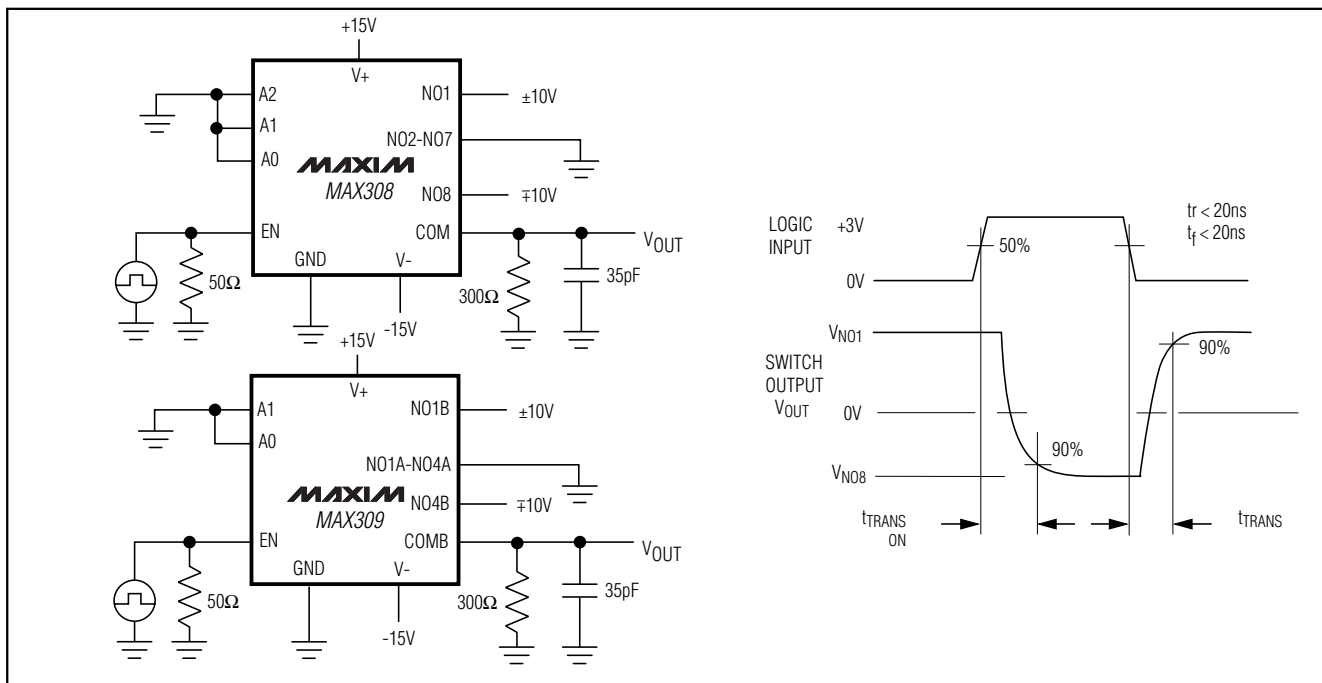 +15V
V+
A2
A1
A0
NO1
±10V
NO2-NO7
MAXIM
MAX308
NO8
∓10V
EN
COM
VOUT
GND
V-
50Ω
300Ω
35pF
-15V
+15V
V+
A1
A0
NO1B
±10V
NO1A-NO4A
MAXIM
MAX309
NO4B
∓10V
EN
COMB
VOUT
GND
V-
50Ω
300Ω
35pF
-15V
LOGIC
INPUT
+3V
50%
0V
tr < 20ns
tf < 20ns
VNO1
SWITCH
OUTPUT
VOUT
0V
90%
90%
VNO8
tTRANS
ON
tTRANS